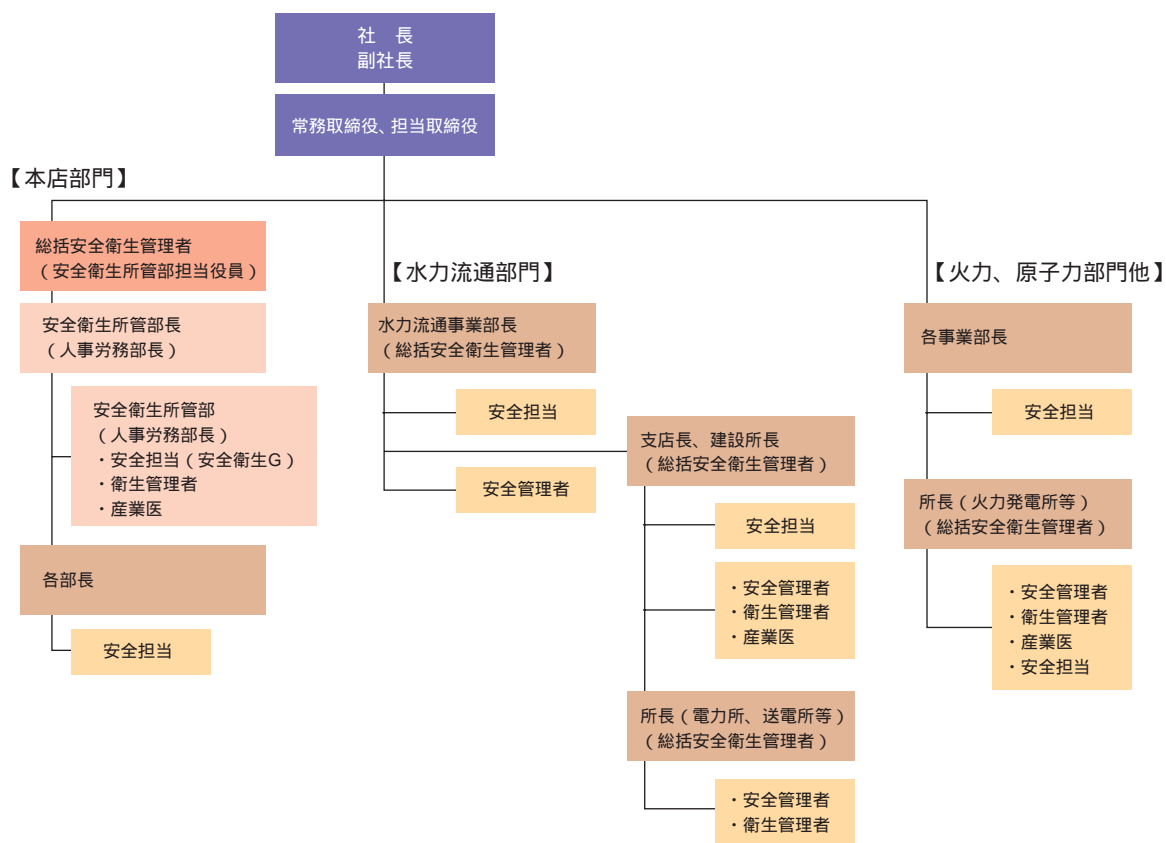 社　長
副社長
常務取締役、担当取締役
【本店部門】
総括安全衛生管理者
（安全衛生所管部担当役員）
安全衛生所管部長
（人事労務部長）
安全衛生所管部
（人事労務部長）
・安全担当（安全衛生G）
・衛生管理者
・産業医
各部長
安全担当
【水力流通部門】
水力流通事業部長
（総括安全衛生管理者）
安全担当
安全管理者
支店長、建設所長
（総括安全衛生管理者）
安全担当
・安全管理者
・衛生管理者
・産業医
所長（電力所、送電所等）
（総括安全衛生管理者）
・安全管理者
・衛生管理者
【火力、原子力部門他】
各事業部長
安全担当
所長（火力発電所等）
（総括安全衛生管理者）
・安全管理者
・衛生管理者
・産業医
・安全担当